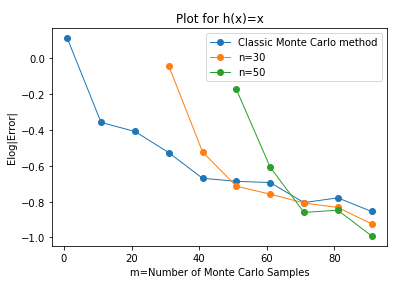 Plot for h(x)=x
Classic Monte Carlo method
n=30
n=50
Elog|Error|
0.0
−0.2
−0.4
−0.6
−0.8
−1.0
0 20 40 60 80
m=Number of Monte Carlo Samples